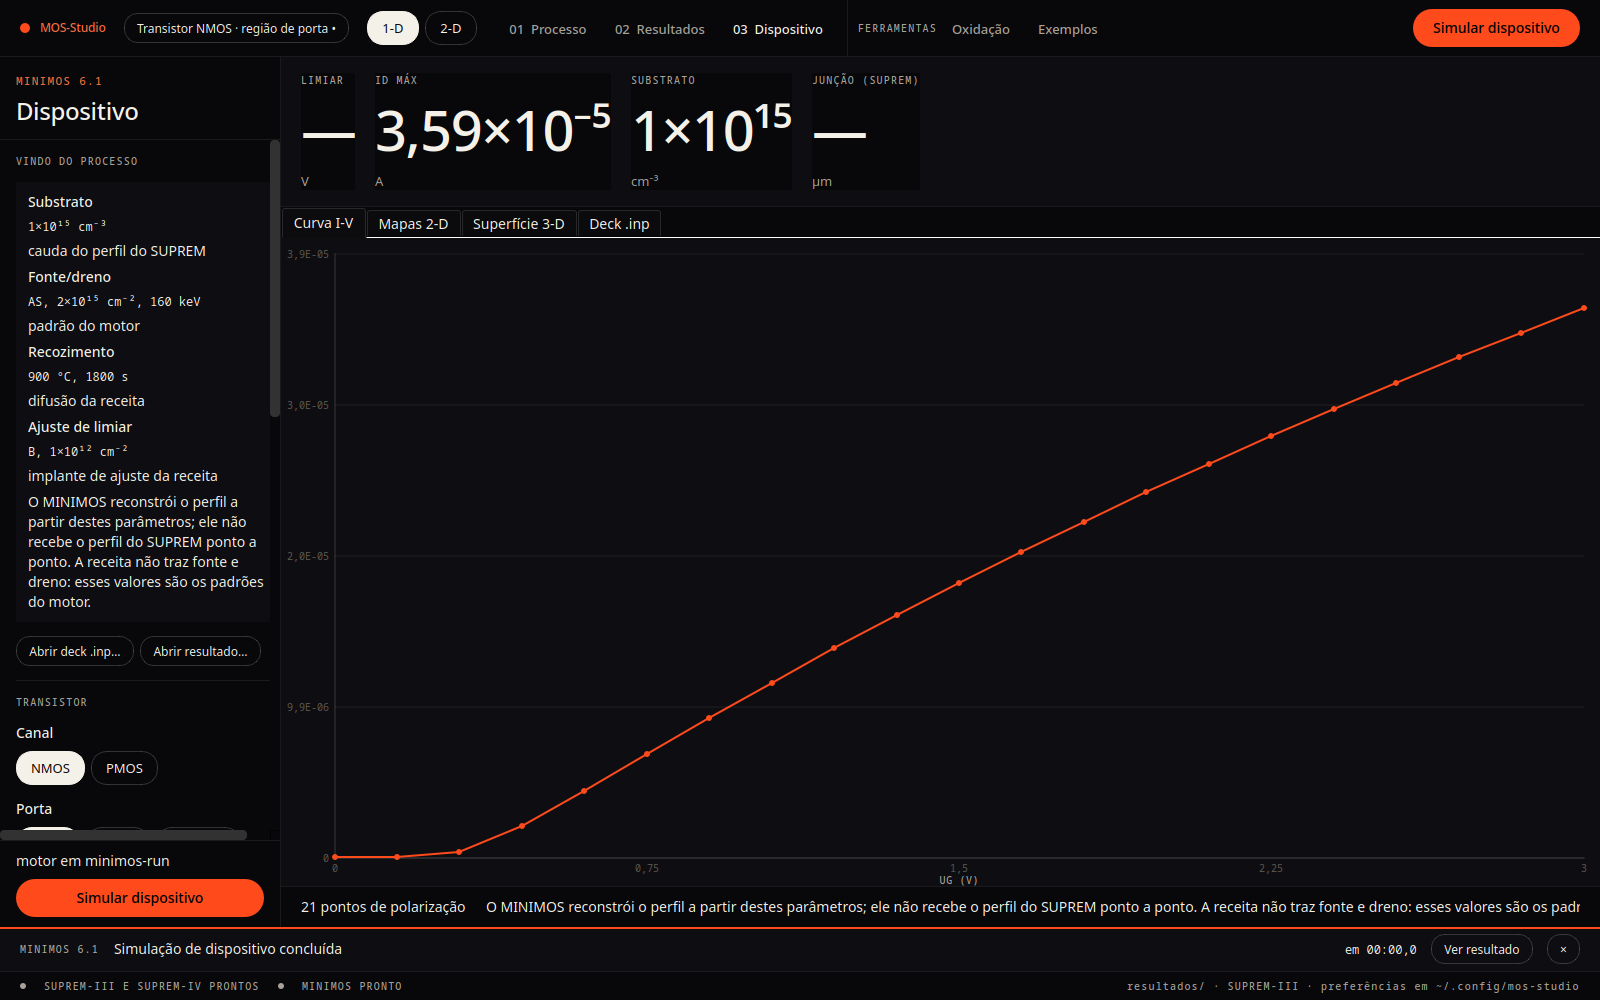 MOS-Studio
Transistor NMOS · região de porta •
1-D
2-D
01 Processo
02 Resultados
03 Dispositivo
FERRAMENTAS
Oxidação
Exemplos
Simular dispositivo
MINIMOS 6.1
Dispositivo
VINDO DO PROCESSO
Substrato
1×10¹⁵ cm⁻³
cauda do perfil do SUPREM
Fonte/dreno
AS, 2×10¹⁵ cm⁻², 160 keV
padrão do motor
Recozimento
900 °C, 1800 s
difusão da receita
Ajuste de limiar
B, 1×10¹² cm⁻²
implante de ajuste da receita
O MINIMOS reconstrói o perfil a
partir destes parâmetros; ele não
recebe o perfil do SUPREM ponto a
ponto. A receita não traz fonte e
dreno: esses valores são os padrões
do motor.
Abrir deck .inp...
Abrir resultado...
TRANSISTOR
Canal
NMOS
PMOS
Porta
motor em minimos-run
Simular dispositivo
LIMIAR
—
V
ID MÁX
3,59×10⁻⁵
A
SUBSTRATO
1×10¹⁵
cm⁻³
JUNÇÃO (SUPREM)
—
µm
Curva I-V
Mapas 2-D
Superfície 3-D
Deck .inp
3,9E-05
3,0E-05
2,0E-05
9,9E-06
0
0
0,75
1,5
2,25
3
UG (V)
21 pontos de polarização
O MINIMOS reconstrói o perfil a partir destes parâmetros; ele não recebe o perfil do SUPREM ponto a ponto. A receita não traz fonte e dreno: esses valores são os padr
MINIMOS 6.1
Simulação de dispositivo concluída
em 00:00,0
Ver resultado
×
SUPREM-III E SUPREM-IV PRONTOS
MINIMOS PRONTO
resultados/ · SUPREM-III · preferências em ~/.config/mos-studio